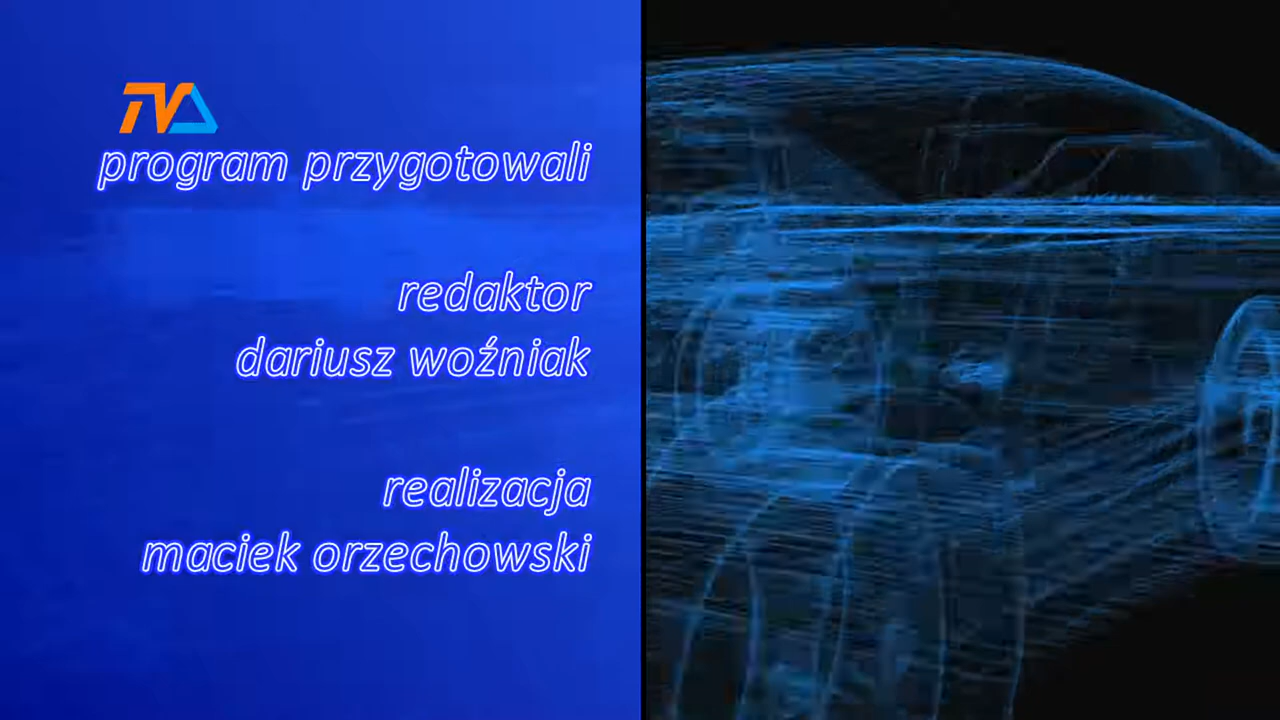 TVA
program przygotowali
redaktor
dariusz woźniak
realizacja
maciek orzechowski